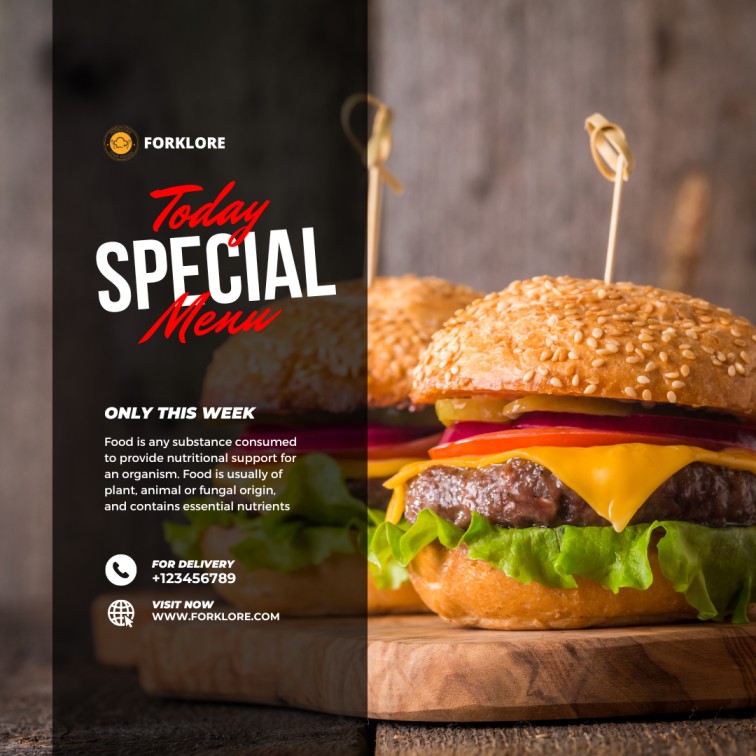 FORKLORE
Today
SPECIAL
Menu
ONLY THIS WEEK
Food is any substance consumed
to provide nutritional support for
an organism. Food is usually of
plant, animal or fungal origin,
and contains essential nutrients
FOR DELIVERY
+123456789
VISIT NOW
WWW.FORKLORE.COM